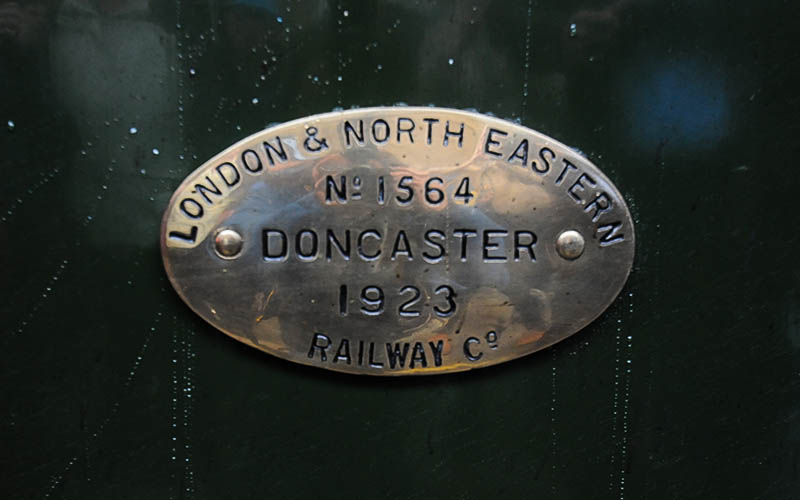 LONDON & NORTH EASTERN
Nº 1564
DONCASTER
1923
RAILWAY Cº